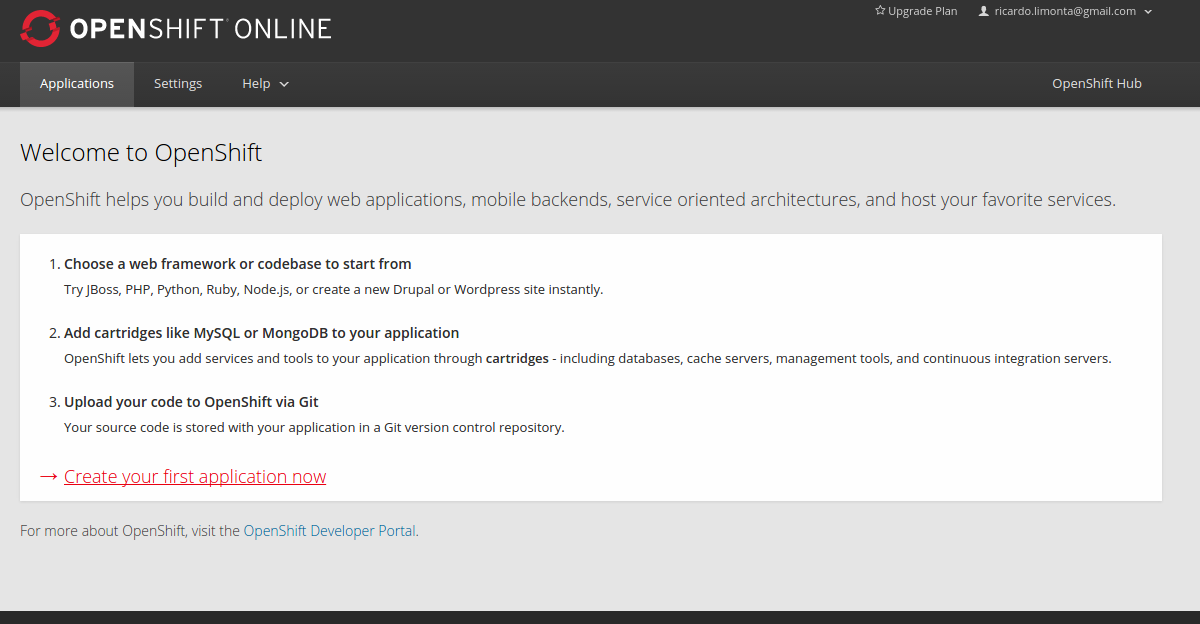 OPENSHIFT ONLINE
Upgrade Plan
ricardo.limonta@gmail.com
Applications
Settings
Help
OpenShift Hub
Welcome to OpenShift
OpenShift helps you build and deploy web applications, mobile backends, service oriented architectures, and host your favorite services.
1. Choose a web framework or codebase to start from
Try JBoss, PHP, Python, Ruby, Node.js, or create a new Drupal or Wordpress site instantly.
2. Add cartridges like MySQL or MongoDB to your application
OpenShift lets you add services and tools to your application through cartridges - including databases, cache servers, management tools, and continuous integration servers.
3. Upload your code to OpenShift via Git
Your source code is stored with your application in a Git version control repository.
→ Create your first application now
For more about OpenShift, visit the OpenShift Developer Portal.